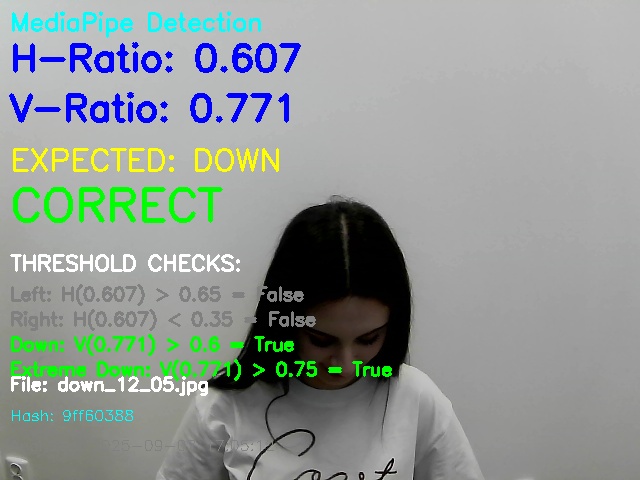 MediaPipe Detection
H-Ratio: 0.607
V-Ratio: 0.771
EXPECTED: DOWN
CORRECT
THRESHOLD CHECKS:
Left: H(0.607) > 0.65 = False
Right: H(0.607) < 0.35 = False
Down: V(0.771) > 0.6 = True
Extreme Down: V(0.771) > 0.75 = True
File: down_12_05.jpg
Hash: 9ff60388